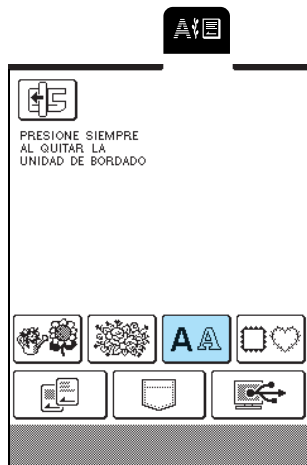 A
PRESIONE SIEMPRE
AL QUITAR LA
UNIDAD DE BORDADO
A A